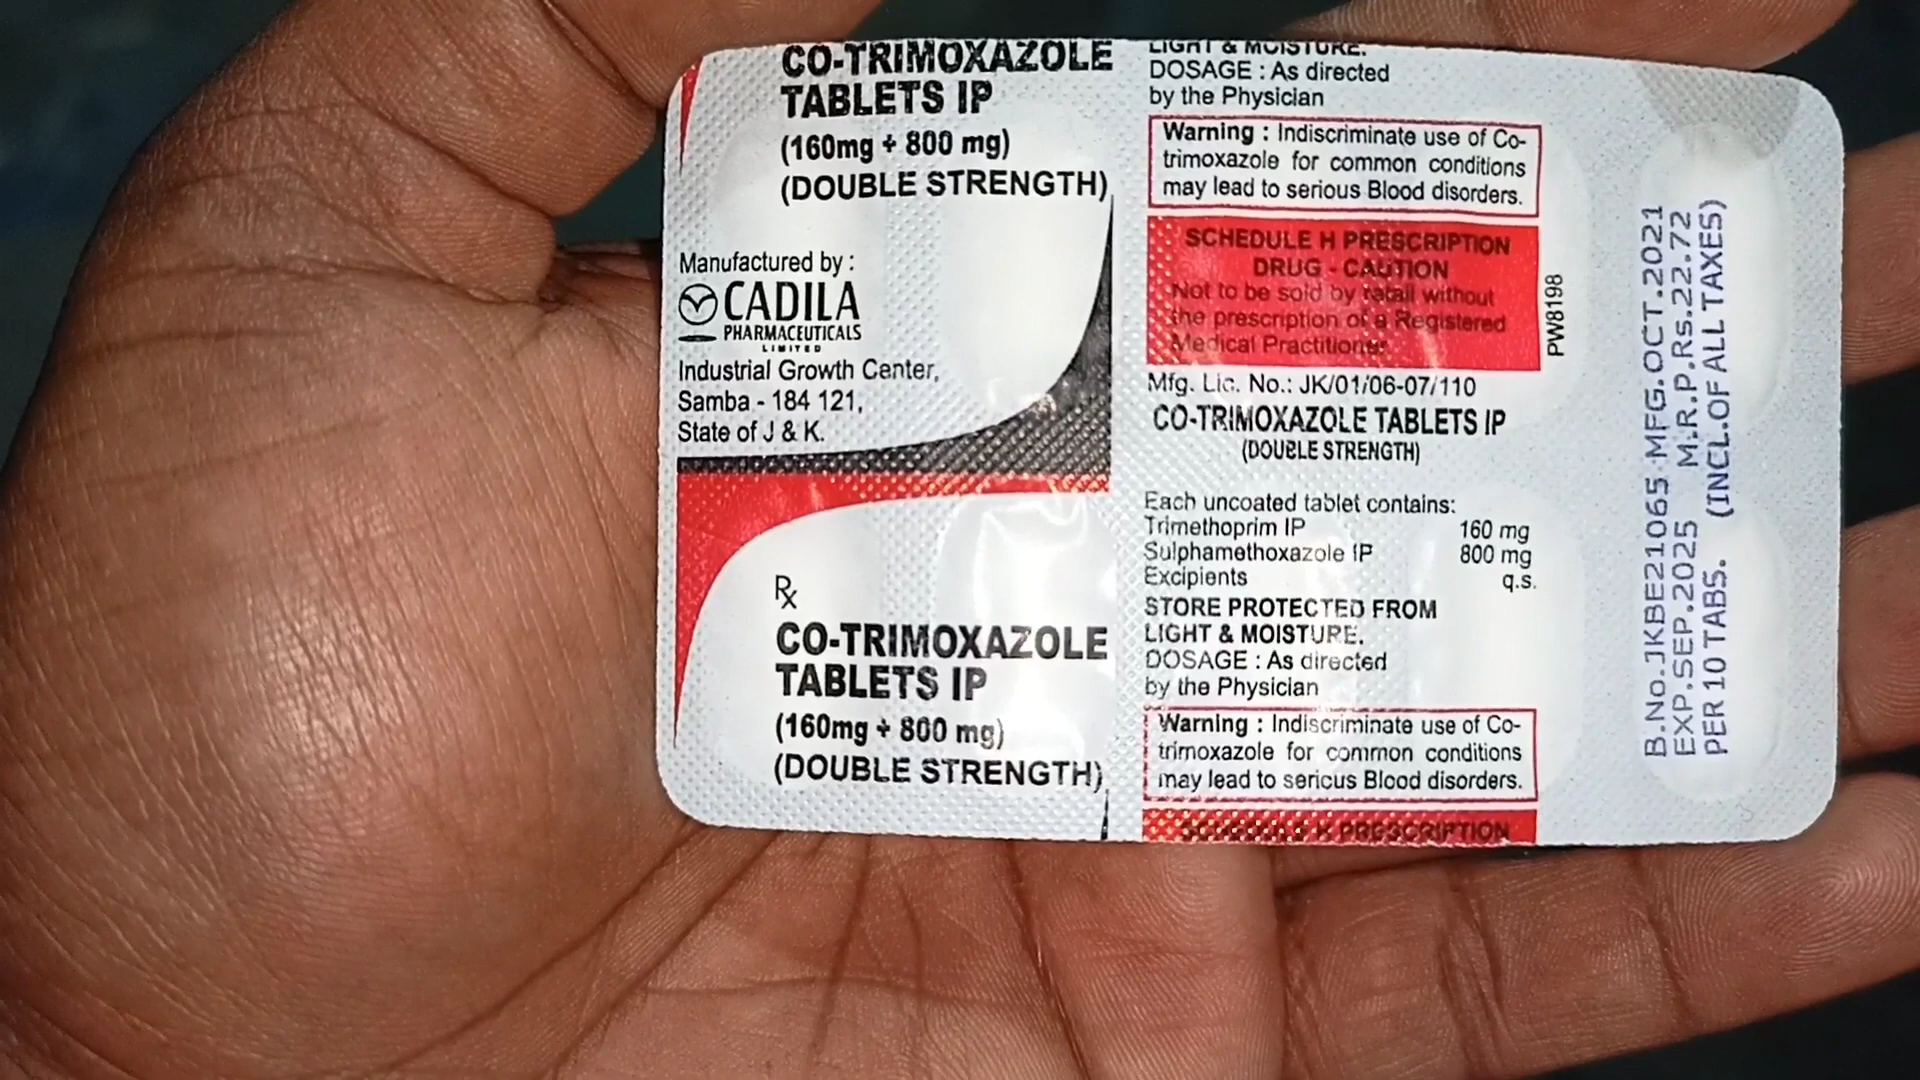 CO-TRIMOXAZOLE
TABLETS IP
(160mg + 800 mg)
(DOUBLE STRENGTH)
Manufactured by :
CADILA
PHARMACEUTICALS
LIMITED
Industrial Growth Center,
Samba - 184 121,
State of J & K.
Rx
CO-TRIMOXAZOLE
TABLETS IP
(160mg + 800 mg)
(DOUBLE STRENGTH)
LIGHT & MOISTURE.
DOSAGE : As directed
by the Physician
Warning : Indiscriminate use of Co-
trimoxazole for common conditions
may lead to serious Blood disorders.
SCHEDULE H PRESCRIPTION
DRUG - CAUTION
Not to be sold by retail without
the prescription of a Registered
Medical Practitioner
PW8198
Mfg. Lic. No.: JK/01/06-07/110
CO-TRIMOXAZOLE TABLETS IP
(DOUBLE STRENGTH)
Each uncoated tablet contains:
Trimethoprim IP 160 mg
Sulphamethoxazole IP 800 mg
Excipients q.s.
STORE PROTECTED FROM
LIGHT & MOISTURE.
DOSAGE : As directed
by the Physician
Warning : Indiscriminate use of Co-
trimoxazole for common conditions
may lead to serious Blood disorders.
SCHEDULE H PRESCRIPTION
B.No.JKBE21065 MFG.OCT.2021
EXP.SEP.2025 M.R.P.Rs.22.72
PER 10 TABS. (INCL.OF ALL TAXES)